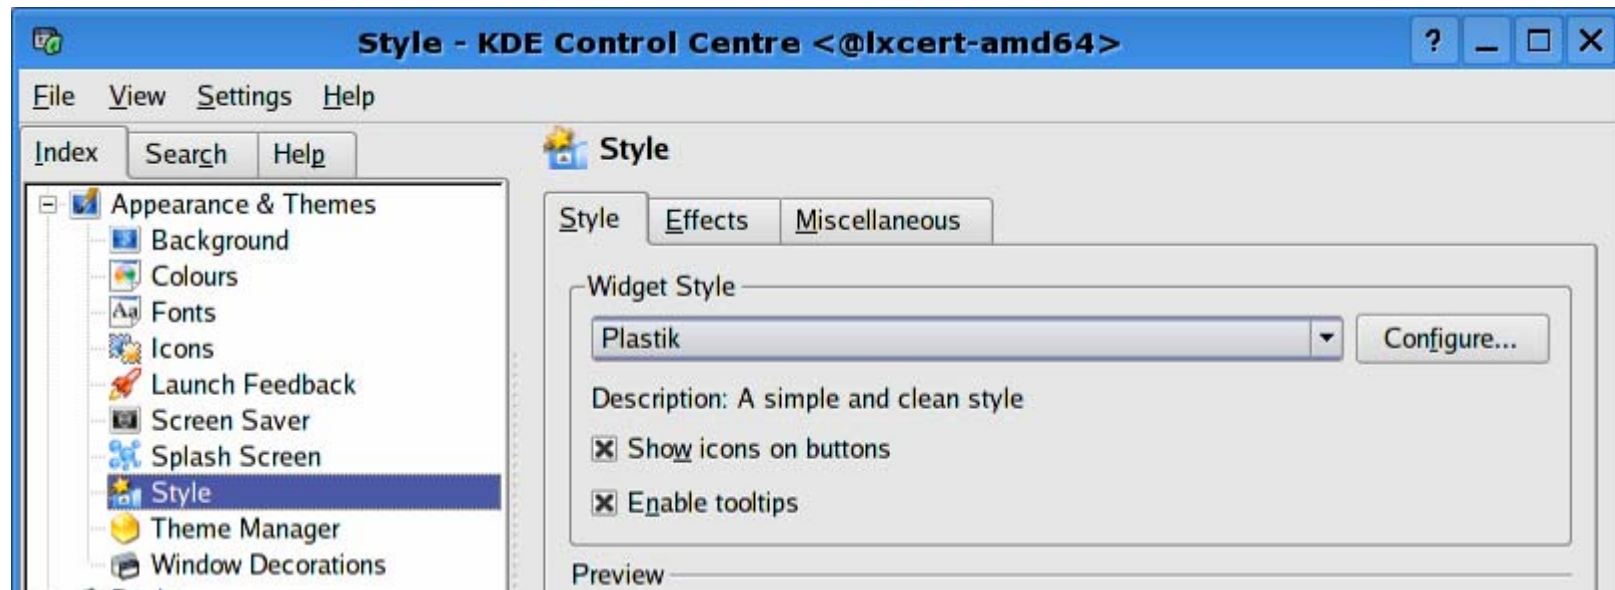 Style - KDE Control Centre <@lxcert-amd64>
File View Settings Help
Index Search Help
Appearance & Themes
Background
Colours
Fonts
Icons
Launch Feedback
Screen Saver
Splash Screen
Style
Theme Manager
Window Decorations
Style
Style Effects Miscellaneous
Widget Style
Plastik Configure...
Description: A simple and clean style
Show icons on buttons
Enable tooltips
Preview